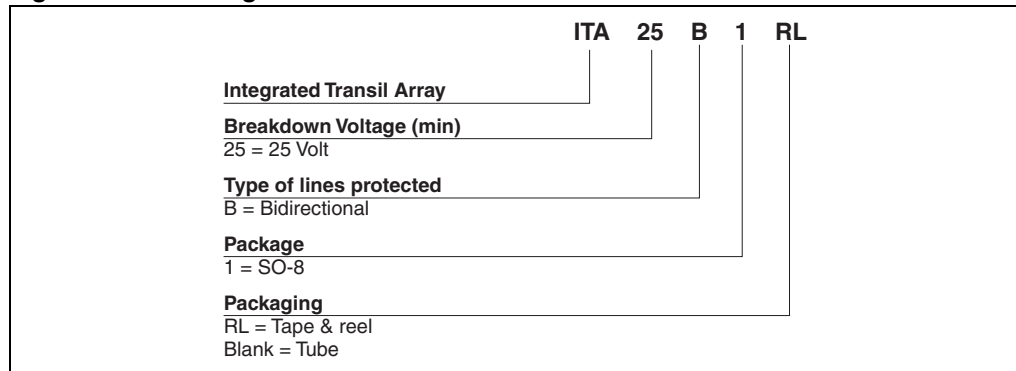 ITA 25 B 1 RL
Integrated Transil Array
Breakdown Voltage (min)
25 = 25 Volt
Type of lines protected
B = Bidirectional
Package
1 = SO-8
Packaging
RL = Tape & reel
Blank = Tube